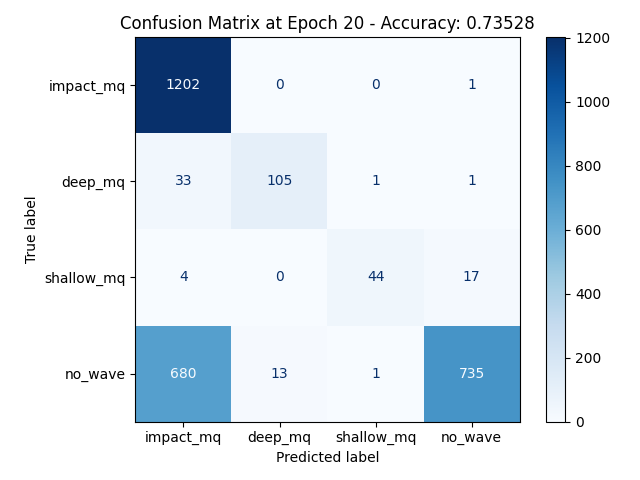 Confusion Matrix at Epoch 20 - Accuracy: 0.73528
True label
impact_mq 1202 0 0 1
deep_mq 33 105 1 1
shallow_mq 4 0 44 17
no_wave 680 13 1 735
impact_mq deep_mq shallow_mq no_wave
Predicted label
1200
1000
800
600
400
200
0